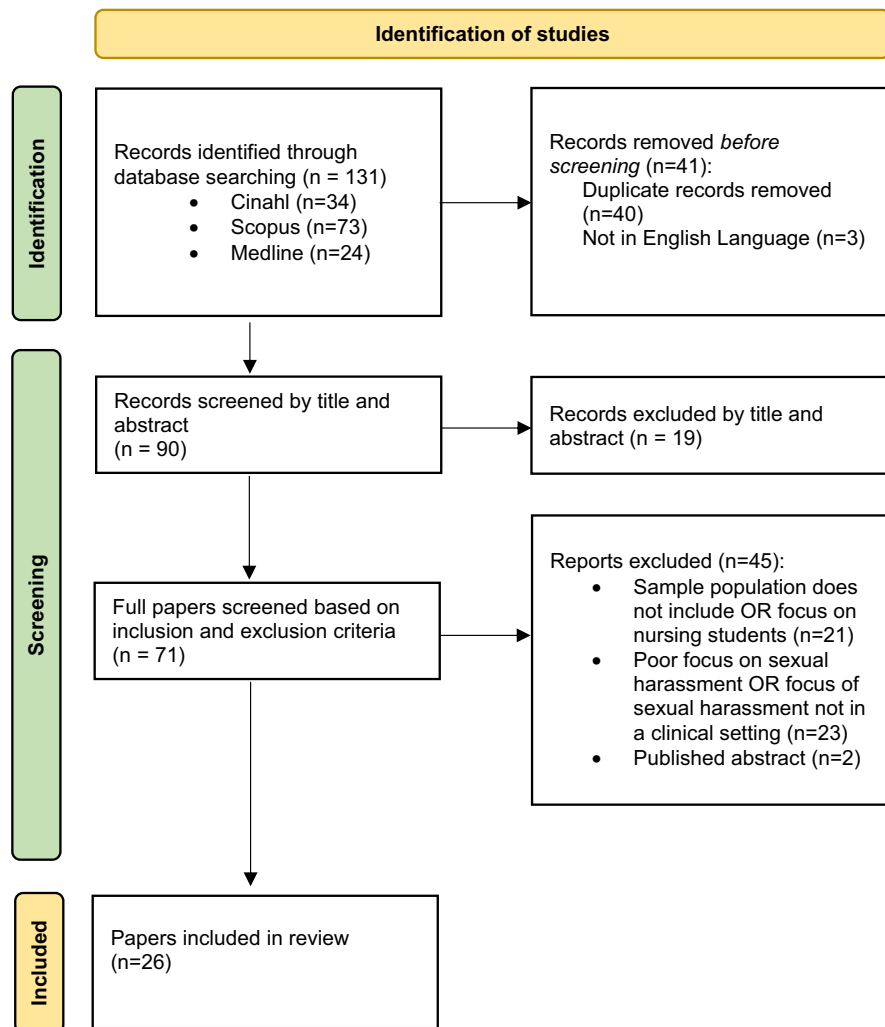 Identification of studies
Identification
Records identified through
database searching (n = 131)
• Cinahl (n=34)
• Scopus (n=73)
• Medline (n=24)
Records removed before
screening (n=41):
Duplicate records removed
(n=40)
Not in English Language (n=3)
Screening
Records screened by title and
abstract
(n = 90)
Records excluded by title and
abstract (n = 19)
Full papers screened based on
inclusion and exclusion criteria
(n = 71)
Reports excluded (n=45):
• Sample population does
not include OR focus on
nursing students (n=21)
• Poor focus on sexual
harassment OR focus of
sexual harassment not in
a clinical setting (n=23)
• Published abstract (n=2)
Included
Papers included in review
(n=26)